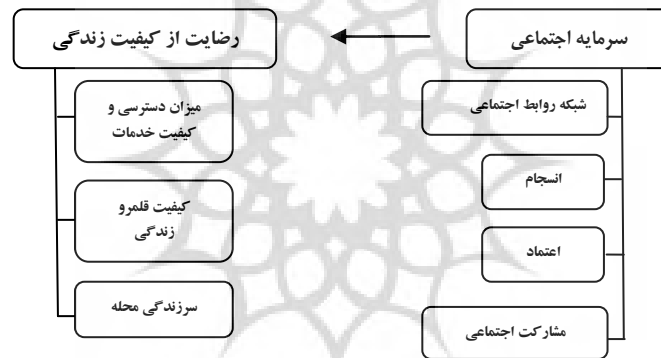 سرمایه اجتماعی
شبکه روابط اجتماعی
انسجام
اعتماد
مشارکت اجتماعی
رضایت از کیفیت زندگی
میزان دسترسی و
کیفیت خدمات
کیفیت قلمرو
زندگی
سرزندگی محله